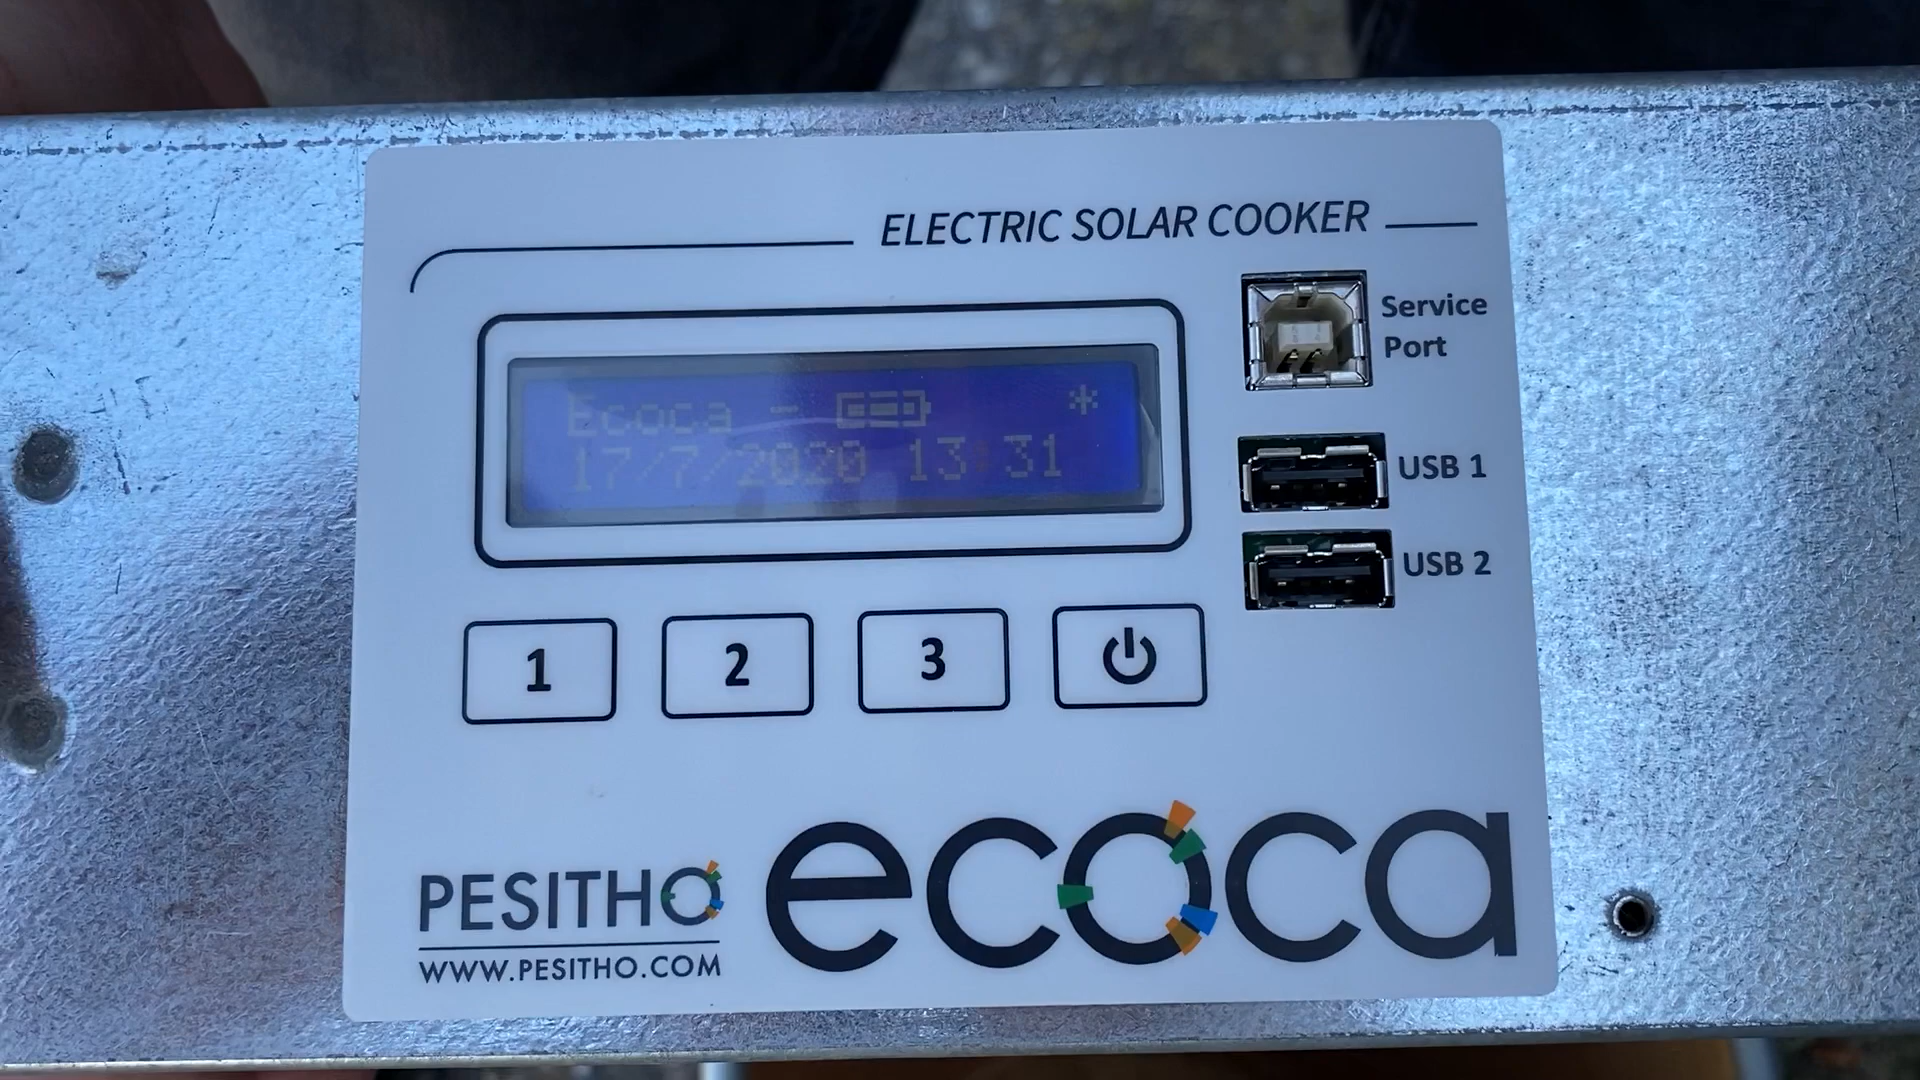 ELECTRIC SOLAR COOKER
Ecoca - *
17/7/2020 13:31
Service
Port
USB 1
USB 2
1 2 3
PESITHO
WWW.PESITHO.COM
ecoca